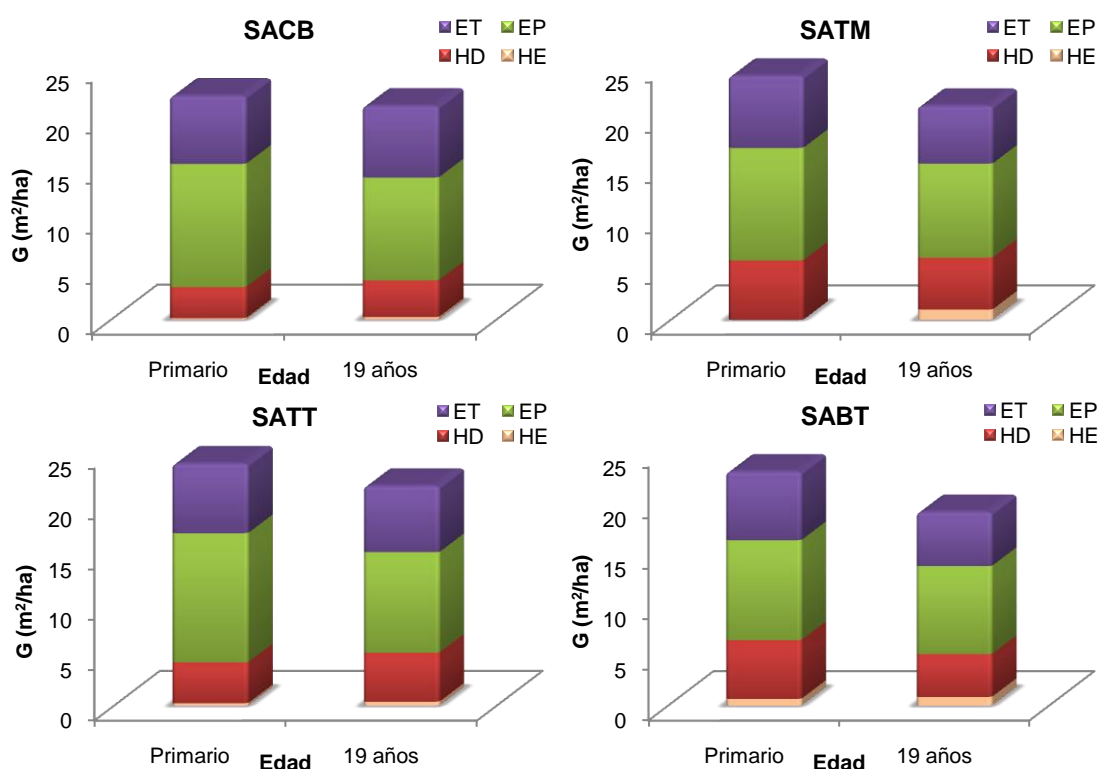 SACB
ET EP
HD HE
25
20
15
10
5
0
G (m²/ha)
Primario Edad 19 años
SATM
ET EP
HD HE
25
20
15
10
5
0
G (m²/ha)
Primario Edad 19 años
SATT
ET EP
HD HE
25
20
15
10
5
0
G (m²/ha)
Primario Edad 19 años
SABT
ET EP
HD HE
25
20
15
10
5
0
G (m²/ha)
Primario Edad 19 años